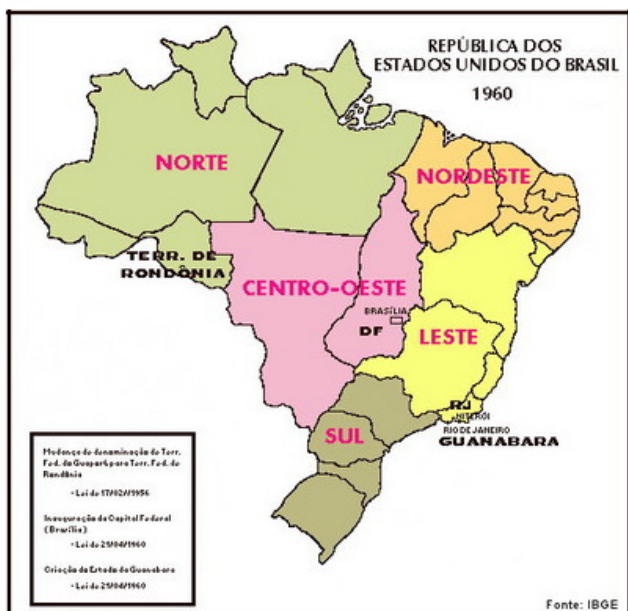 REPÚBLICA DOS
ESTADOS UNIDOS DO BRASIL
1960
NORTE
NORDESTE
TERR. DE
RONDÔNIA
CENTRO-OESTE
BRASÍLIA
DF
LESTE
RJ
NITERÓI
RIO DE JANEIRO
GUANABARA
SUL
Mudança de denominação do Terr.
Fed. do Guaporé para Terr. Fed. de
Rondônia
- Lei de 17/02/1956
Inauguração da Capital Federal
(Brasília)
- Lei de 21/04/1960
Criação do Estado da Guanabara
- Lei de 21/04/1960
Fonte: IBGE